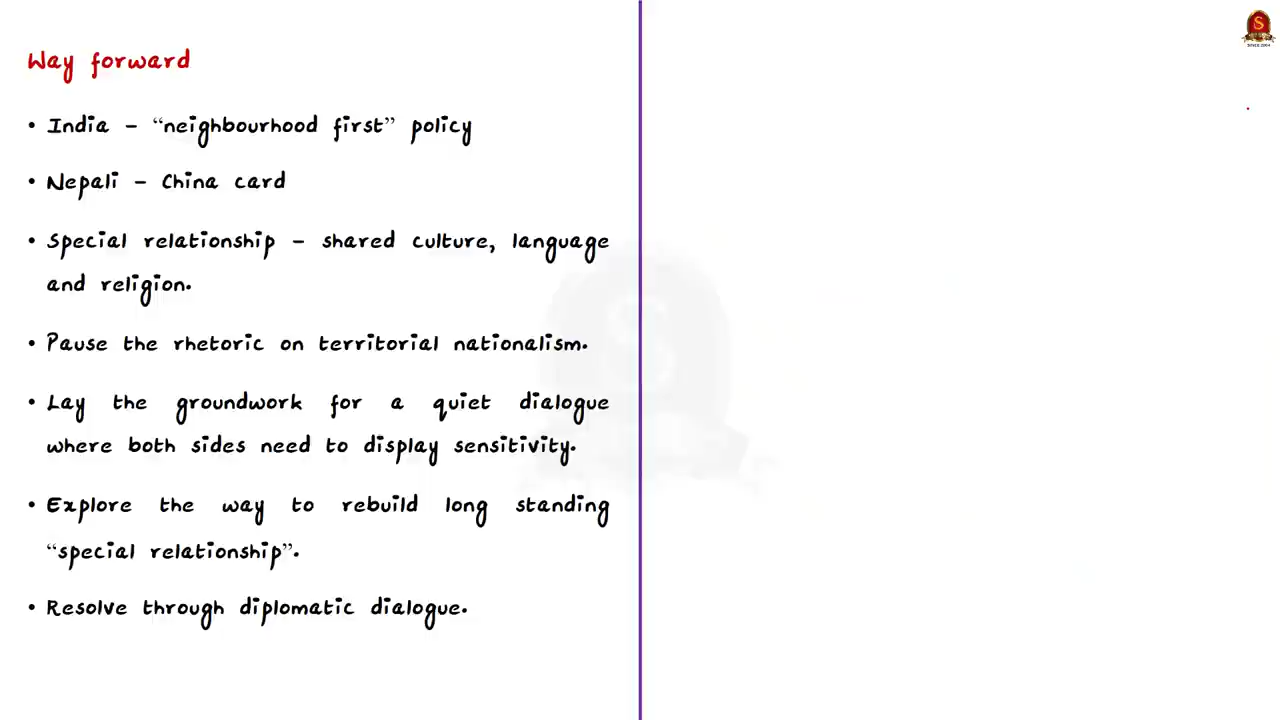 Way forward
• India – “neighbourhood first” policy
• Nepali – China card
• Special relationship – shared culture, language
and religion.
• Pause the rhetoric on territorial nationalism.
• Lay the groundwork for a quiet dialogue
where both sides need to display sensitivity.
• Explore the way to rebuild long standing
“special relationship”.
• Resolve through diplomatic dialogue.
S